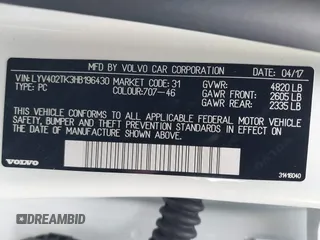 MFD BY VOLVO CAR CORPORATION DATE: 04/17
VIN: LYV402TK3HB196430 MARKET CODE: 31 GVWR: 4820 LB
TYPE: PC COLOUR: 707-46 GAWR FRONT: 2605 LB
GAWR REAR: 2335 LB
THIS VEHICLE CONFORMS TO ALL APPLICABLE FEDERAL MOTOR VEHICLE
SAFETY, BUMPER AND THEFT PREVENTION STANDARDS IN EFFECT ON
THE DATE OF MANUFACTURE SHOWN ABOVE.
VOLVO
31416040
DREAMBID